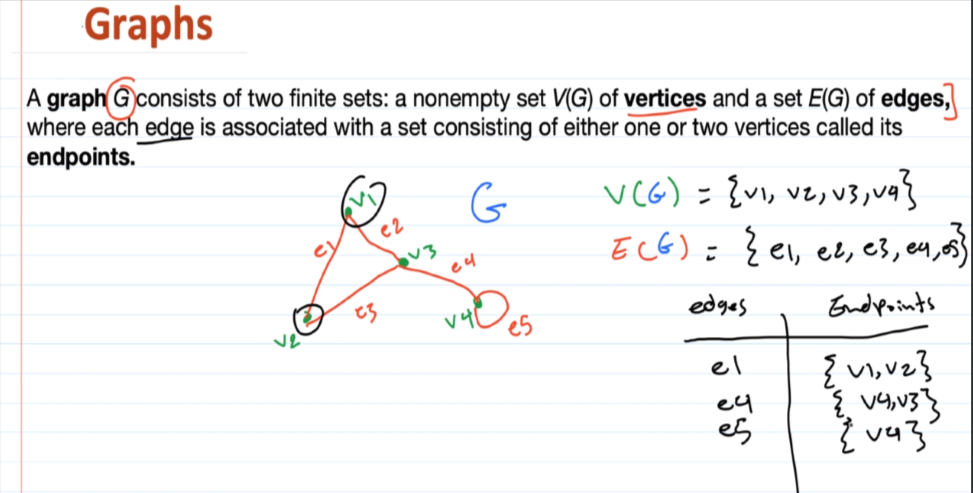 Graphs
A graph G consists of two finite sets: a nonempty set V(G) of vertices and a set E(G) of edges,]
where each edge is associated with a set consisting of either one or two vertices called its
endpoints.
v1
G
V(G) = {v1, v2, v3, v4}
e2
e1
v3
e4
E(G) = { e1, e2, e3, e4, e5}
e3
v4
e5
v2
edges Endpoints
e1 { v1, v2}
e4 { v4, v3}
e5 { v4}